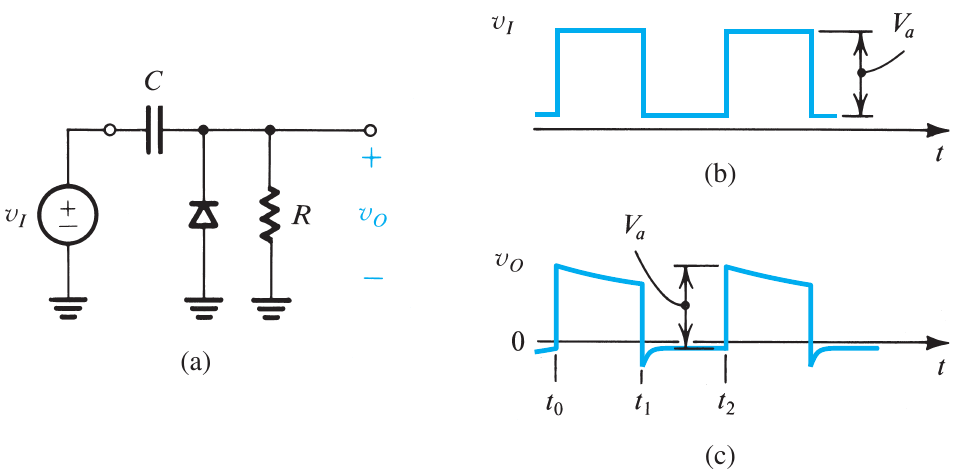 C
v_I
+
−
R
+
v_O
−
(a)
v_I
V_a
t
(b)
v_O
V_a
0
t
t_0
t_1
t_2
(c)